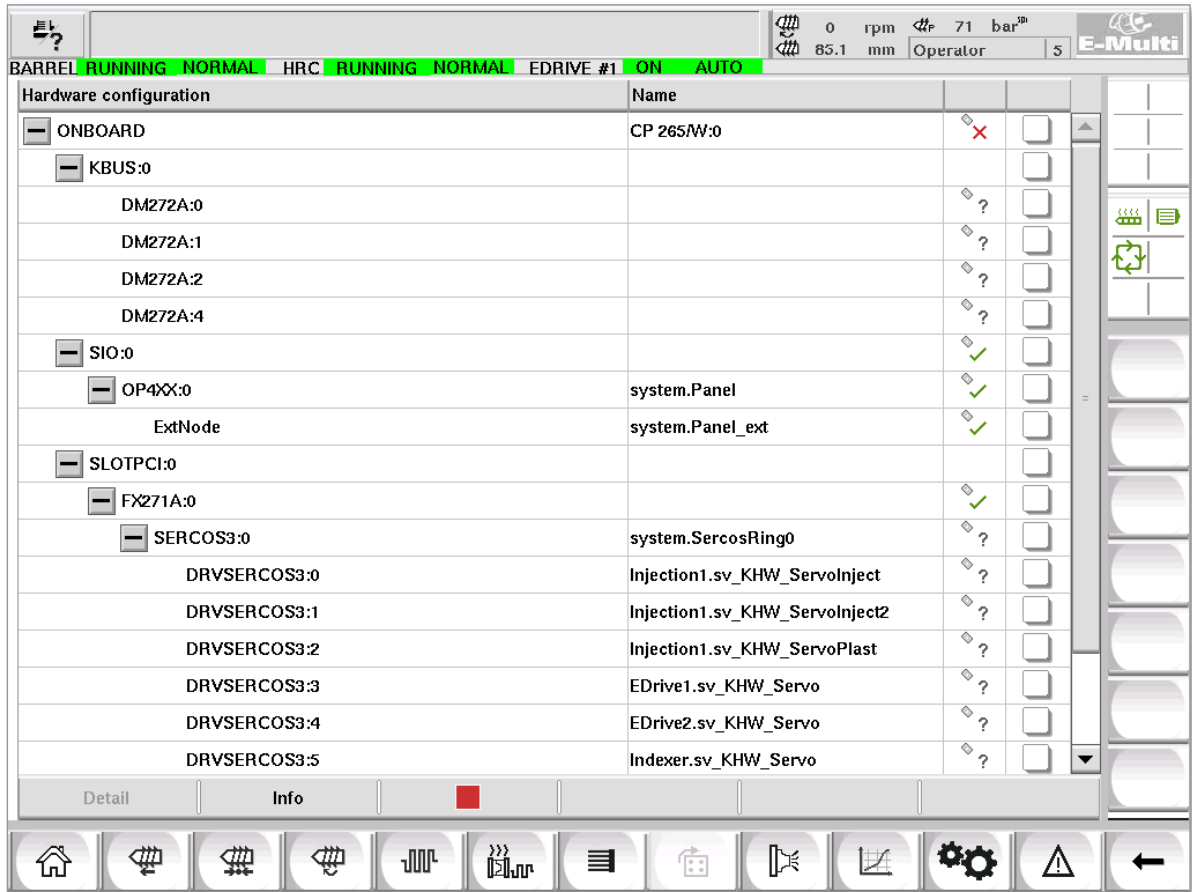 0 rpm P 71 bar
85.1 mm Operator 5 E-Multi
BARREL RUNNING NORMAL HRC RUNNING NORMAL EDRIVE #1 ON AUTO
Hardware configuration Name
ONBOARD CP 265/W:0
KBUS:0
DM272A:0 ?
DM272A:1 ?
DM272A:2 ?
DM272A:4 ?
SIO:0
OP4XX:0 system.Panel
ExtNode system.Panel_ext
SLOTPCI:0
FX271A:0
SERCOS3:0 system.SercosRing0 ?
DRVSERCOS3:0 Injection1.sv_KHW_ServoInject ?
DRVSERCOS3:1 Injection1.sv_KHW_ServoInject2 ?
DRVSERCOS3:2 Injection1.sv_KHW_ServoPlast ?
DRVSERCOS3:3 EDrive1.sv_KHW_Servo ?
DRVSERCOS3:4 EDrive2.sv_KHW_Servo ?
DRVSERCOS3:5 Indexer.sv_KHW_Servo ?
Detail Info